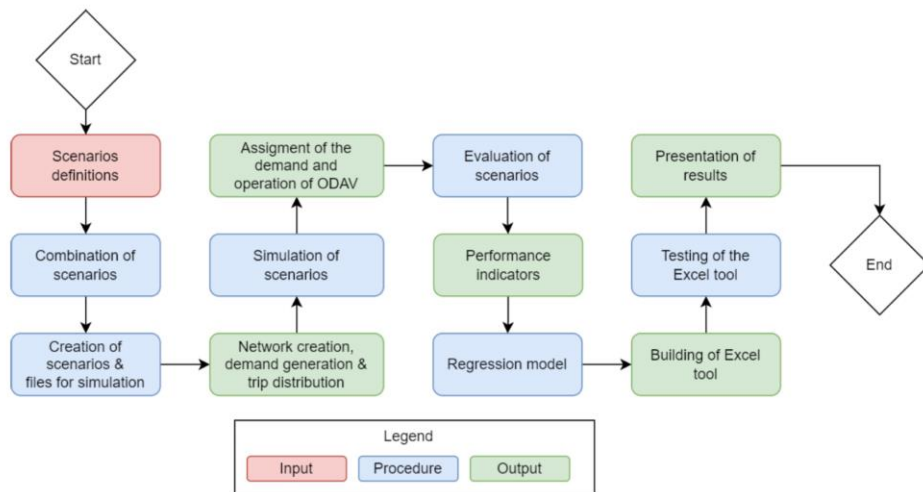 Start
Scenarios
definitions
Combination of
scenarios
Creation of
scenarios &
files for simulation
Network creation,
demand generation &
trip distribution
Simulation of
scenarios
Assigment of the
demand and
operation of ODAV
Evaluation of
scenarios
Performance
indicators
Regression model
Building of Excel
tool
Testing of the
Excel tool
Presentation of
results
End
Legend
Input
Procedure
Output